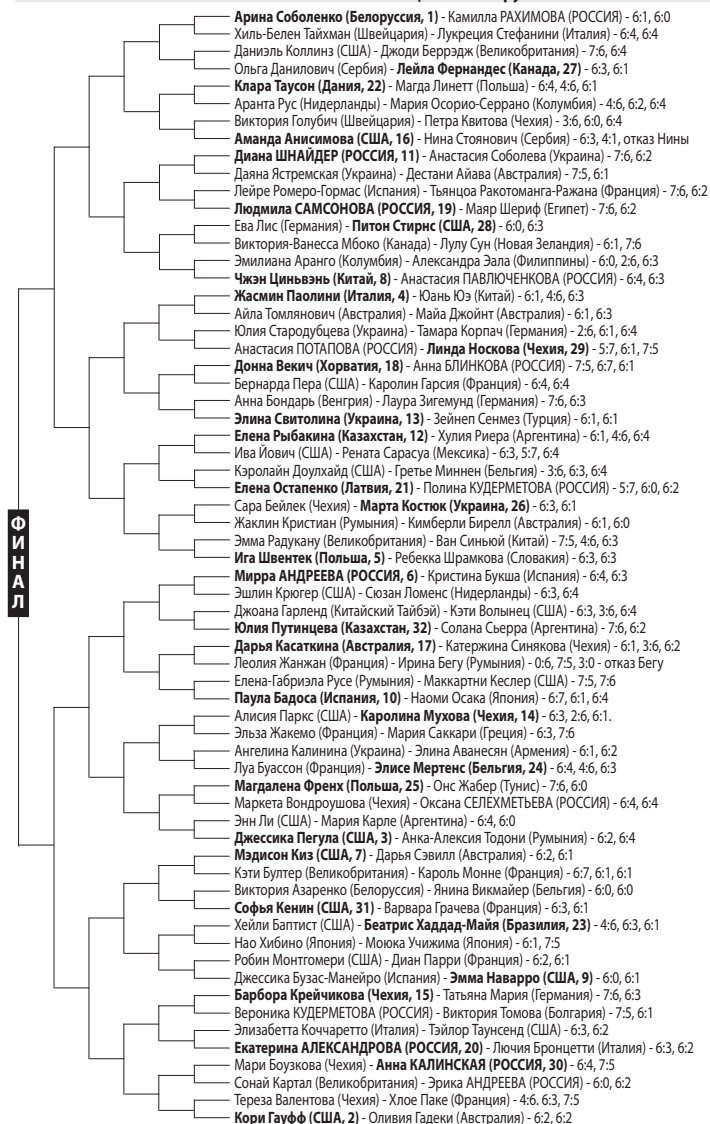 Арина Соболенко (Белоруссия, 1) - Камилла РАХИМОВА (РОССИЯ) - 6:1, 6:0
Хиль-Белен Тайхман (Швейцария) - Лукреция Стефанини (Италия) - 6:4, 6:4
Даниэль Коллинз (США) - Джоди Беррэдж (Великобритания) - 7:6, 6:4
Ольга Данилович (Сербия) - Лейла Фернандес (Канада, 27) - 6:3, 6:1
Клара Таусон (Дания, 22) - Магда Линетт (Польша) - 6:4, 4:6, 6:1
Аранта Рус (Нидерланды) - Мария Осорио-Серрано (Колумбия) - 4:6, 6:2, 6:4
Виктория Голубич (Швейцария) - Петра Квитова (Чехия) - 3:6, 6:0, 6:4
Аманда Анисимова (США, 16) - Нина Стоянович (Сербия) - 6:3, 4:1, отказ Нины
Диана ШНАЙДЕР (РОССИЯ, 11) - Анастасия Соболева (Украина) - 7:6, 6:2
Даяна Ястремская (Украина) - Дестани Айава (Австралия) - 7:5, 6:1
Лейре Ромеро-Гормас (Испания) - Тьянцоа Ракотоманга-Ражана (Франция) - 7:6, 6:2
Людмила САМСОНОВА (РОССИЯ, 19) - Маяр Шериф (Египет) - 7:6, 6:2
Ева Лис (Германия) - Питон Стирнс (США, 28) - 6:0, 6:3
Виктория-Ванесса Мбоко (Канада) - Лулу Сун (Новая Зеландия) - 6:1, 7:6
Эмилиана Аранго (Колумбия) - Александра Эала (Филиппины) - 6:0, 2:6, 6:3
Чжэн Циньвэнь (Китай, 8) - Анастасия ПАВЛЮЧЕНКОВА (РОССИЯ) - 6:4, 6:3
Жасмин Паолини (Италия, 4) - Юань Юэ (Китай) - 6:1, 4:6, 6:3
Айла Томлянович (Австралия) - Майа Джойнт (Австралия) - 6:1, 6:3
Юлия Стародубцева (Украина) - Тамара Корпач (Германия) - 2:6, 6:1, 6:4
Анастасия ПОТАПОВА (РОССИЯ) - Линда Носкова (Чехия, 29) - 5:7, 6:1, 7:5
Донна Векич (Хорватия, 18) - Анна БЛИНКОВА (РОССИЯ) - 7:5, 6:7, 6:1
Бернарда Пера (США) - Каролин Гарсия (Франция) - 6:4, 6:4
Анна Бондарь (Венгрия) - Лаура Зигемунд (Германия) - 7:6, 6:3
Элина Свитолина (Украина, 13) - Зейнеп Сенмез (Турция) - 6:1, 6:1
Елена Рыбакина (Казахстан, 12) - Хулия Риера (Аргентина) - 6:1, 4:6, 6:4
Ива Йович (США) - Рената Сарасуа (Мексика) - 6:3, 5:7, 6:4
Кэролайн Доулхайд (США) - Гретье Миннен (Бельгия) - 3:6, 6:3, 6:4
Елена Остапенко (Латвия, 21) - Полина КУДЕРМЕТОВА (РОССИЯ) - 5:7, 6:0, 6:2
Сара Бейлек (Чехия) - Марта Костюк (Украина, 26) - 6:3, 6:1
Жаклин Кристиан (Румыния) - Кимберли Бирелл (Австралия) - 6:1, 6:0
Эмма Радукану (Великобритания) - Ван Синьюй (Китай) - 7:5, 4:6, 6:3
Ига Швентек (Польша, 5) - Ребекка Шрамкова (Словакия) - 6:3, 6:3
ФИНАЛ
Мирра АНДРЕЕВА (РОССИЯ, 6) - Кристина Букша (Испания) - 6:4, 6:3
Эшлин Крюгер (США) - Сюзан Ломенс (Нидерланды) - 6:3, 6:4
Джоана Гарленд (Китайский Тайбэй) - Кэти Волынец (США) - 6:3, 3:6, 6:4
Юлия Путинцева (Казахстан, 32) - Солана Сьерра (Аргентина) - 7:6, 6:2
Дарья Касаткина (Австралия, 17) - Катержина Синякова (Чехия) - 6:1, 3:6, 6:2
Леолия Жанжан (Франция) - Ирина Бегу (Румыния) - 0:6, 7:5, 3:0 - отказ Бегу
Елена-Габриэла Русе (Румыния) - Маккартни Кеслер (США) - 7:5, 7:6
Паула Бадоса (Испания, 10) - Наоми Осака (Япония) - 6:7, 6:1, 6:4
Алисия Паркс (США) - Каролина Мухова (Чехия, 14) - 6:3, 2:6, 6:1.
Эльза Жакемо (Франция) - Мария Саккари (Греция) - 6:3, 7:6
Ангелина Калинина (Украина) - Элина Аванесян (Армения) - 6:1, 6:2
Луа Буассон (Франция) - Элисе Мертенс (Бельгия, 24) - 6:4, 4:6, 6:3
Магдалена Френх (Польша, 25) - Онс Жабер (Тунис) - 7:6, 6:0
Маркета Вондроушова (Чехия) - Оксана СЕЛЕХМЕТЬЕВА (РОССИЯ) - 6:4, 6:4
Энн Ли (США) - Мария Карле (Аргентина) - 6:4, 6:0
Джессика Пегула (США, 3) - Анка-Алексия Тодони (Румыния) - 6:2, 6:4
Мэдисон Киз (США, 7) - Дарья Сэвилл (Австралия) - 6:2, 6:1
Кэти Бултер (Великобритания) - Кароль Монне (Франция) - 6:7, 6:1, 6:1
Виктория Азаренко (Белоруссия) - Янина Викмайер (Бельгия) - 6:0, 6:0
Софья Кенин (США, 31) - Варвара Грачева (Франция) - 6:3, 6:1
Хейли Баптист (США) - Беатрис Хаддад-Майя (Бразилия, 23) - 4:6, 6:3, 6:1
Нао Хибино (Япония) - Моюка Учижима (Япония) - 6:1, 7:5
Робин Монтгомери (США) - Диан Парри (Франция) - 6:2, 6:1
Джессика Бузас-Манейро (Испания) - Эмма Наварро (США, 9) - 6:0, 6:1
Барбора Крейчикова (Чехия, 15) - Татьяна Мария (Германия) - 7:6, 6:3
Вероника КУДЕРМЕТОВА (РОССИЯ) - Виктория Томова (Болгария) - 7:5, 6:1
Элизабетта Коччаретто (Италия) - Тэйлор Таунсенд (США) - 6:3, 6:2
Екатерина АЛЕКСАНДРОВА (РОССИЯ, 20) - Лючия Бронцетти (Италия) - 6:3, 6:2
Мари Боузкова (Чехия) - Анна КАЛИНСКАЯ (РОССИЯ, 30) - 6:4, 7:5
Сонай Картал (Великобритания) - Эрика АНДРЕЕВА (РОССИЯ) - 6:0, 6:2
Тереза Валентова (Чехия) - Хлое Паке (Франция) - 4:6. 6:3, 7:5
Кори Гауфф (США, 2) - Оливия Гадеки (Австралия) - 6:2, 6:2